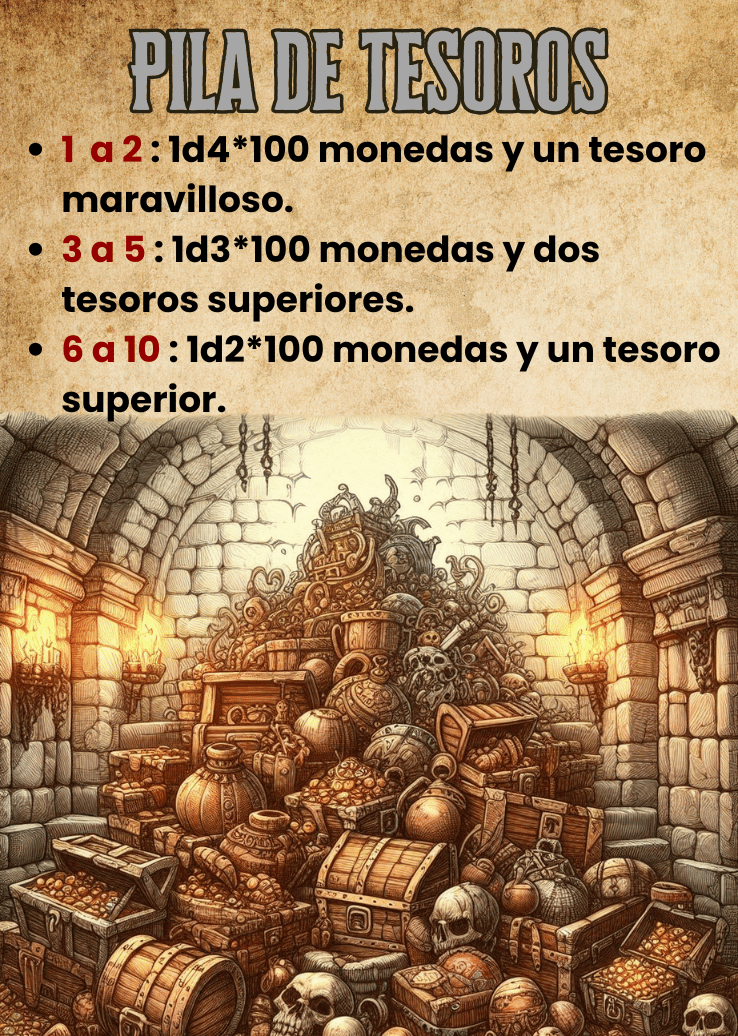 PILA DE TESOROS
• 1 a 2 : 1d4*100 monedas y un tesoro
maravilloso.
• 3 a 5 : 1d3*100 monedas y dos
tesoros superiores.
• 6 a 10 : 1d2*100 monedas y un tesoro
superior.